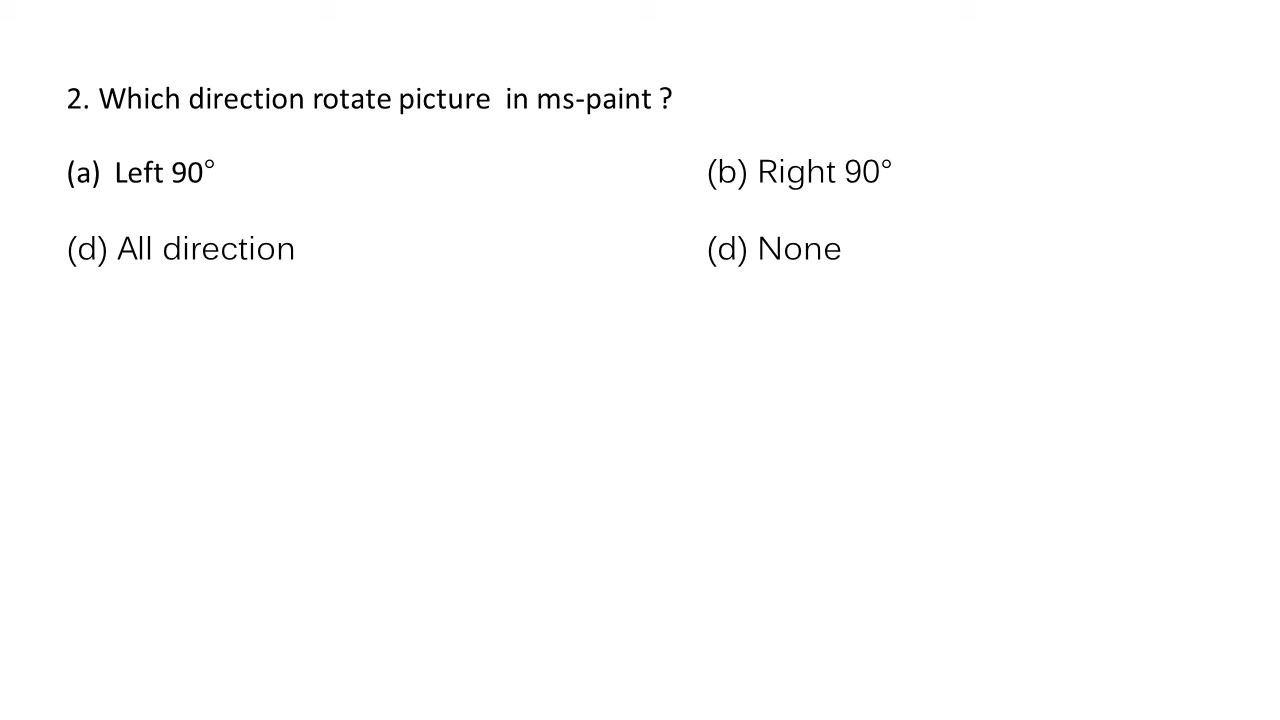 2. Which direction rotate picture in ms-paint ?
(a) Left 90° (b) Right 90°
(d) All direction (d) None